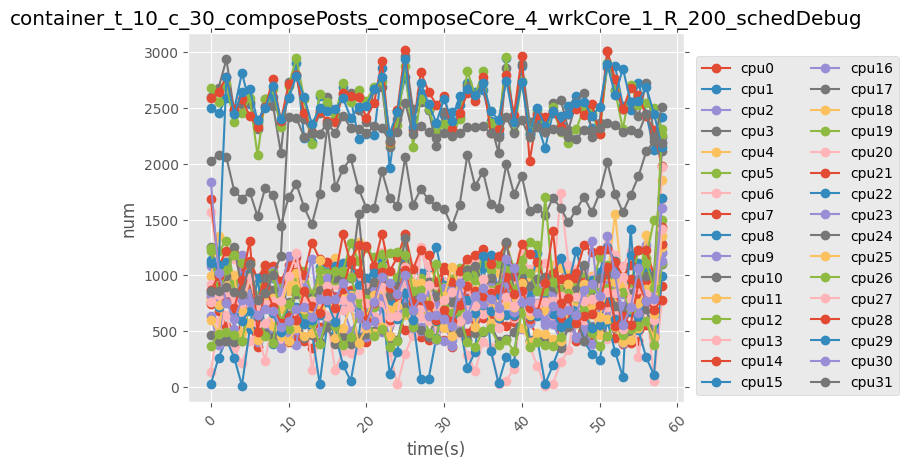 container_t_10_c_30_composePosts_composeCore_4_wrkCore_1_R_200_schedDebug
3000
2500
2000
1500
1000
500
0
num
0
10
20
30
40
50
60
time(s)
cpu0
cpu1
cpu2
cpu3
cpu4
cpu5
cpu6
cpu7
cpu8
cpu9
cpu10
cpu11
cpu12
cpu13
cpu14
cpu15
cpu16
cpu17
cpu18
cpu19
cpu20
cpu21
cpu22
cpu23
cpu24
cpu25
cpu26
cpu27
cpu28
cpu29
cpu30
cpu31